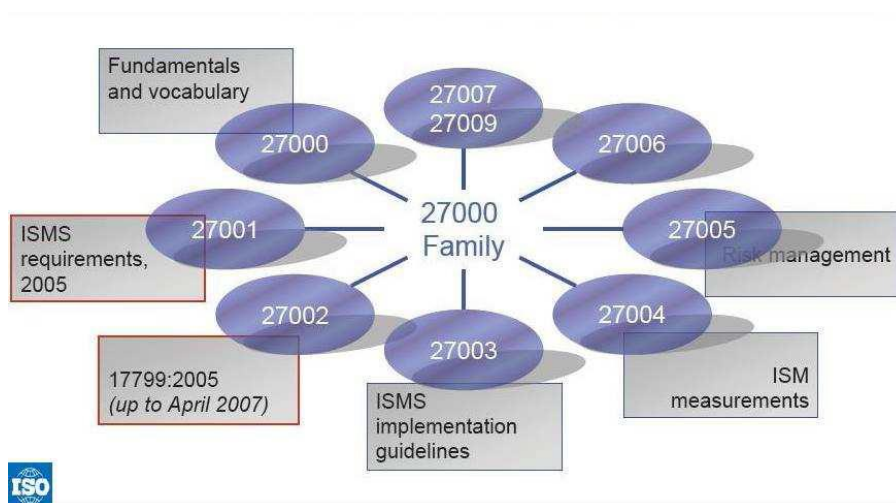 Fundamentals
and vocabulary
27000
27007
27009
27006
27001
ISMS
requirements,
2005
27000
Family
27005
Risk management
27002
17799:2005
(up to April 2007)
27003
ISMS
implementation
guidelines
27004
ISM
measurements
ISO